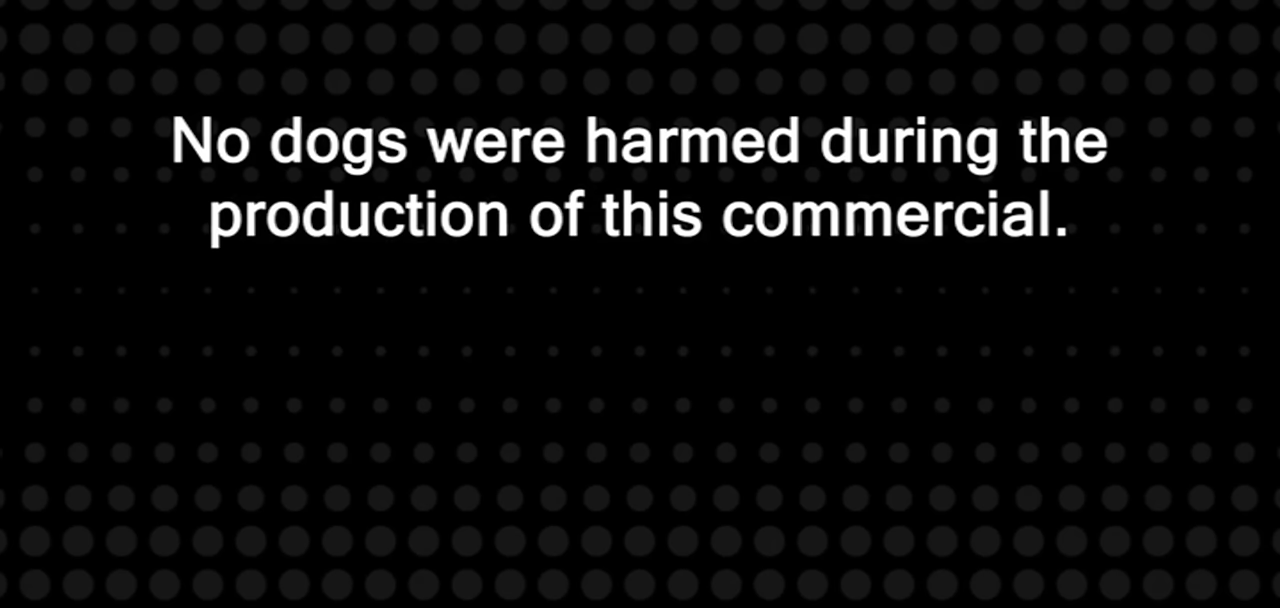 No dogs were harmed during the
production of this commercial.